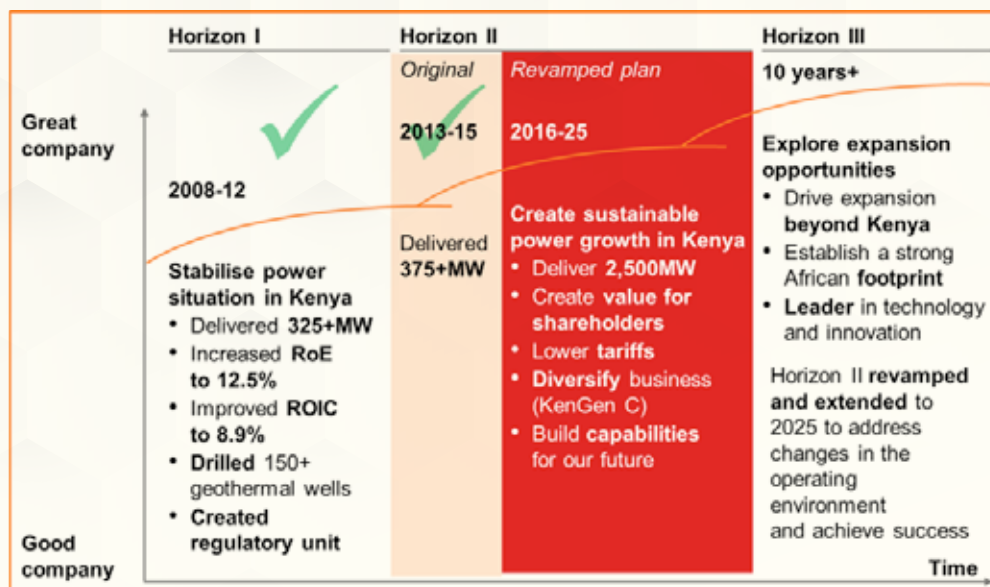 Horizon I
Horizon II
Horizon III
Original
Revamped plan
10 years+
Great
company
2008-12
Stabilise power
situation in Kenya
• Delivered 325+MW
• Increased RoE
to 12.5%
• Improved ROIC
to 8.9%
• Drilled 150+
geothermal wells
• Created
regulatory unit
2013-15
Delivered
375+MW
2016-25
Create sustainable
power growth in Kenya
• Deliver 2,500MW
• Create value for
shareholders
• Lower tariffs
• Diversify business
(KenGen C)
• Build capabilities
for our future
Explore expansion
opportunities
• Drive expansion
beyond Kenya
• Establish a strong
African footprint
• Leader in technology
and innovation
Horizon II revamped
and extended to
2025 to address
changes in the
operating
environment
and achieve success
Good
company
Time